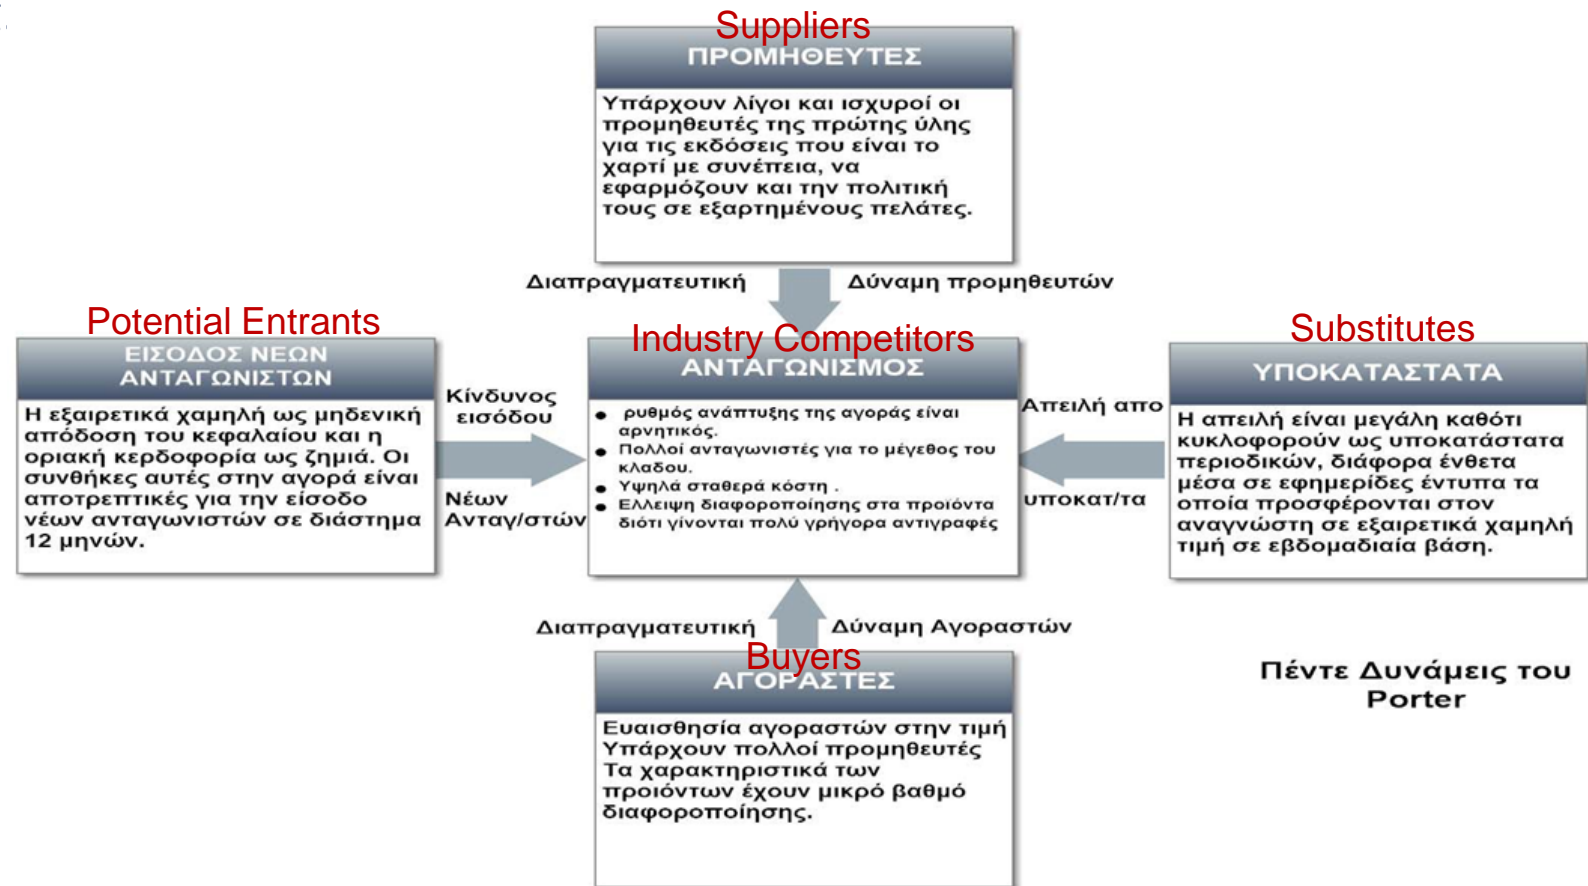 Suppliers
ΠΡΟΜΗΘΕΥΤΕΣ
Υπάρχουν λίγοι και ισχυροί οι
προμηθευτές της πρώτης ύλης
για τις εκδόσεις που είναι το
χαρτί με συνέπεια, να
εφαρμόζουν και την πολιτική
τους σε εξαρτημένους πελάτες.
Διαπραγματευτική Δύναμη προμηθευτών
Potential Entrants
ΕΙΣΟΔΟΣ ΝΕΩΝ
ΑΝΤΑΓΩΝΙΣΤΩΝ
Η εξαιρετικά χαμηλή ως μηδενική
απόδοση του κεφαλαίου και η
οριακή κερδοφορία ως ζημιά. Οι
συνθήκες αυτές στην αγορά είναι
αποτρεπτικές για την είσοδο
νέων ανταγωνιστών σε διάστημα
12 μηνών.
Κίνδυνος
εισόδου
Νέων
Ανταγ/στών
Industry Competitors
ΑΝΤΑΓΩΝΙΣΜΟΣ
● ρυθμός ανάπτυξης της αγοράς είναι
αρνητικός.
● Πολλοί ανταγωνιστές για το μέγεθος του
κλαδου.
● Υψηλά σταθερά κόστη .
● Ελλειψη διαφοροποίησης στα προϊόντα
διότι γίνονται πολύ γρήγορα αντιγραφές
Απειλή απο
υποκατ/τα
Substitutes
ΥΠΟΚΑΤΑΣΤΑΤΑ
Η απειλή είναι μεγάλη καθότι
κυκλοφορούν ως υποκατάστατα
περιοδικών, διάφορα ένθετα
μέσα σε εφημερίδες έντυπα τα
οποία προσφέρονται στον
αναγνώστη σε εξαιρετικά χαμηλή
τιμή σε εβδομαδιαία βάση.
Διαπραγματευτική Δύναμη Αγοραστών
Buyers
ΑΓΟΡΑΣΤΕΣ
Ευαισθησία αγοραστών στην τιμή
Υπάρχουν πολλοί προμηθευτές
Τα χαρακτηριστικά των
προιόντων έχουν μικρό βαθμό
διαφοροποίησης.
Πέντε Δυνάμεις του
Porter